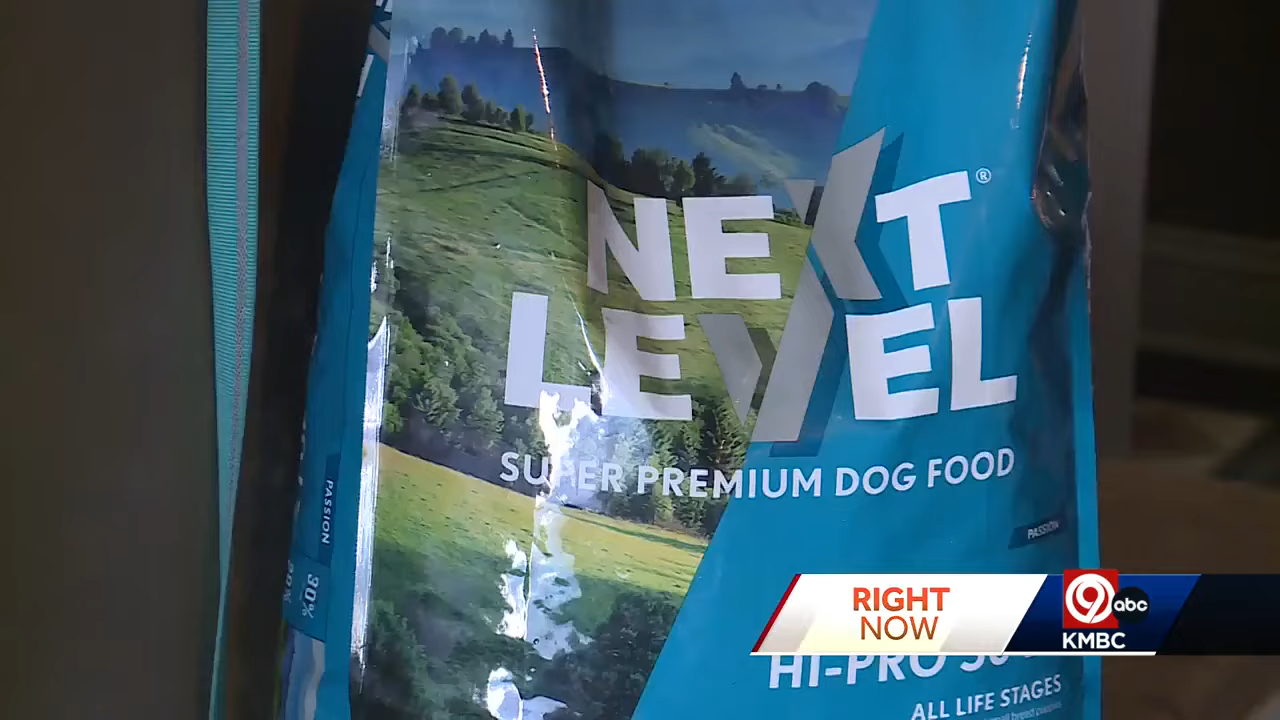 NEXT®
LEVEL
SUPER PREMIUM DOG FOOD
PASSION
PASSION
30%
RIGHT
NOW
9 abc
KMBC
HI-PRO
ALL LIFE STAGES